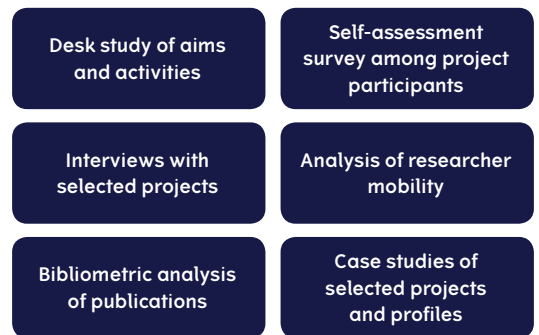 Desk study of aims
and activities
Self-assessment
survey among project
participants
Interviews with
selected projects
Analysis of researcher
mobility
Bibliometric analysis
of publications
Case studies of
selected projects
and profiles